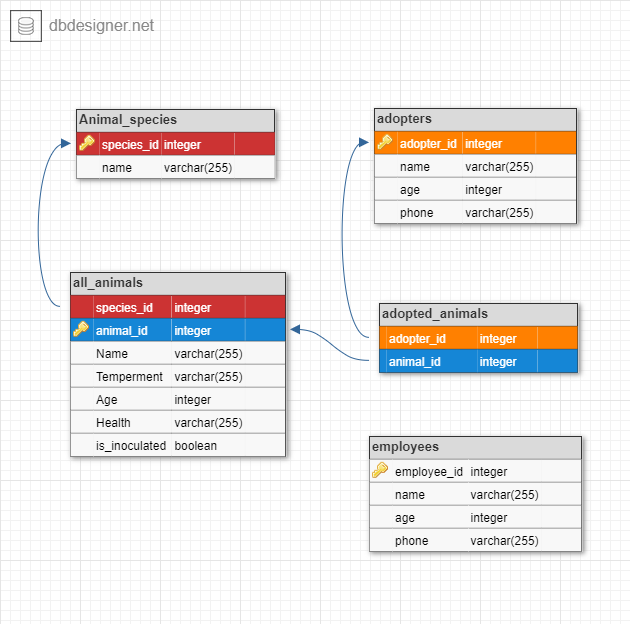 dbdesigner.net
Animal_species
species_id integer
name varchar(255)
adopters
adopter_id integer
name varchar(255)
age integer
phone varchar(255)
all_animals
species_id integer
animal_id integer
Name varchar(255)
Temperment varchar(255)
Age integer
Health varchar(255)
is_inoculated boolean
adopted_animals
adopter_id integer
animal_id integer
employees
employee_id integer
name varchar(255)
age integer
phone varchar(255)